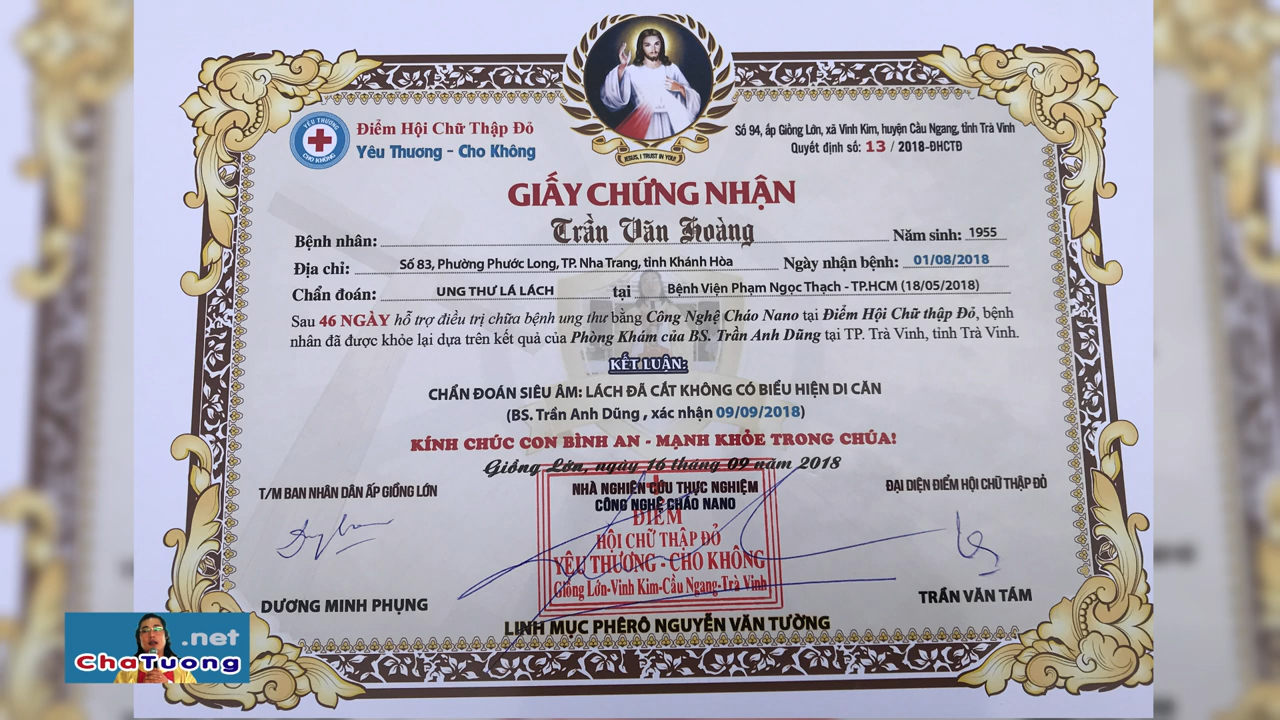 JESUS, I TRUST IN YOU!
YÊU THƯƠNG
CHO KHÔNG
Điểm Hội Chữ Thập Đỏ
Yêu Thương - Cho Không
Số 94, ấp Giồng Lớn, xã Vinh Kim, huyện Cầu Ngang, tỉnh Trà Vinh
Quyết định số: 13 / 2018-ĐHCTĐ
GIẤY CHỨNG NHẬN
Bệnh nhân: Trần Văn Hoàng Năm sinh: 1955
Địa chỉ: Số 83, Phường Phước Long, TP. Nha Trang, tỉnh Khánh Hòa Ngày nhận bệnh: 01/08/2018
Chẩn đoán: UNG THƯ LÁ LÁCH tại Bệnh Viện Phạm Ngọc Thạch - TP.HCM (18/05/2018)
Sau 46 NGÀY hỗ trợ điều trị chữa bệnh ung thư bằng Công Nghệ Cháo Nano tại Điểm Hội Chữ thập Đỏ, bệnh
nhân đã được khỏe lại dựa trên kết quả của Phòng Khám của BS. Trần Anh Dũng tại TP. Trà Vinh, tỉnh Trà Vinh.
KẾT LUẬN:
CHẨN ĐOÁN SIÊU ÂM: LÁCH ĐÃ CẮT KHÔNG CÓ BIỂU HIỆN DI CĂN
(BS. Trần Anh Dũng , xác nhận 09/09/2018)
KÍNH CHÚC CON BÌNH AN - MẠNH KHỎE TRONG CHÚA!
Giồng Lớn, ngày 16 tháng 09 năm 2018
T/M BAN NHÂN DÂN ẤP GIỒNG LỚN
NHÀ NGHIÊN CỨU THỰC NGHIỆM
CÔNG NGHỆ CHÁO NANO
ĐẠI DIỆN ĐIỂM HỘI CHỮ THẬP ĐỎ
ĐIỂM
HỘI CHỮ THẬP ĐỎ
YÊU THƯƠNG - CHO KHÔNG
Giồng Lớn-Vinh Kim-Cầu Ngang-Trà Vinh
DƯƠNG MINH PHỤNG
LINH MỤC PHÊRÔ NGUYỄN VĂN TƯỜNG
TRẦN VĂN TÁM
.net
ChaTuong